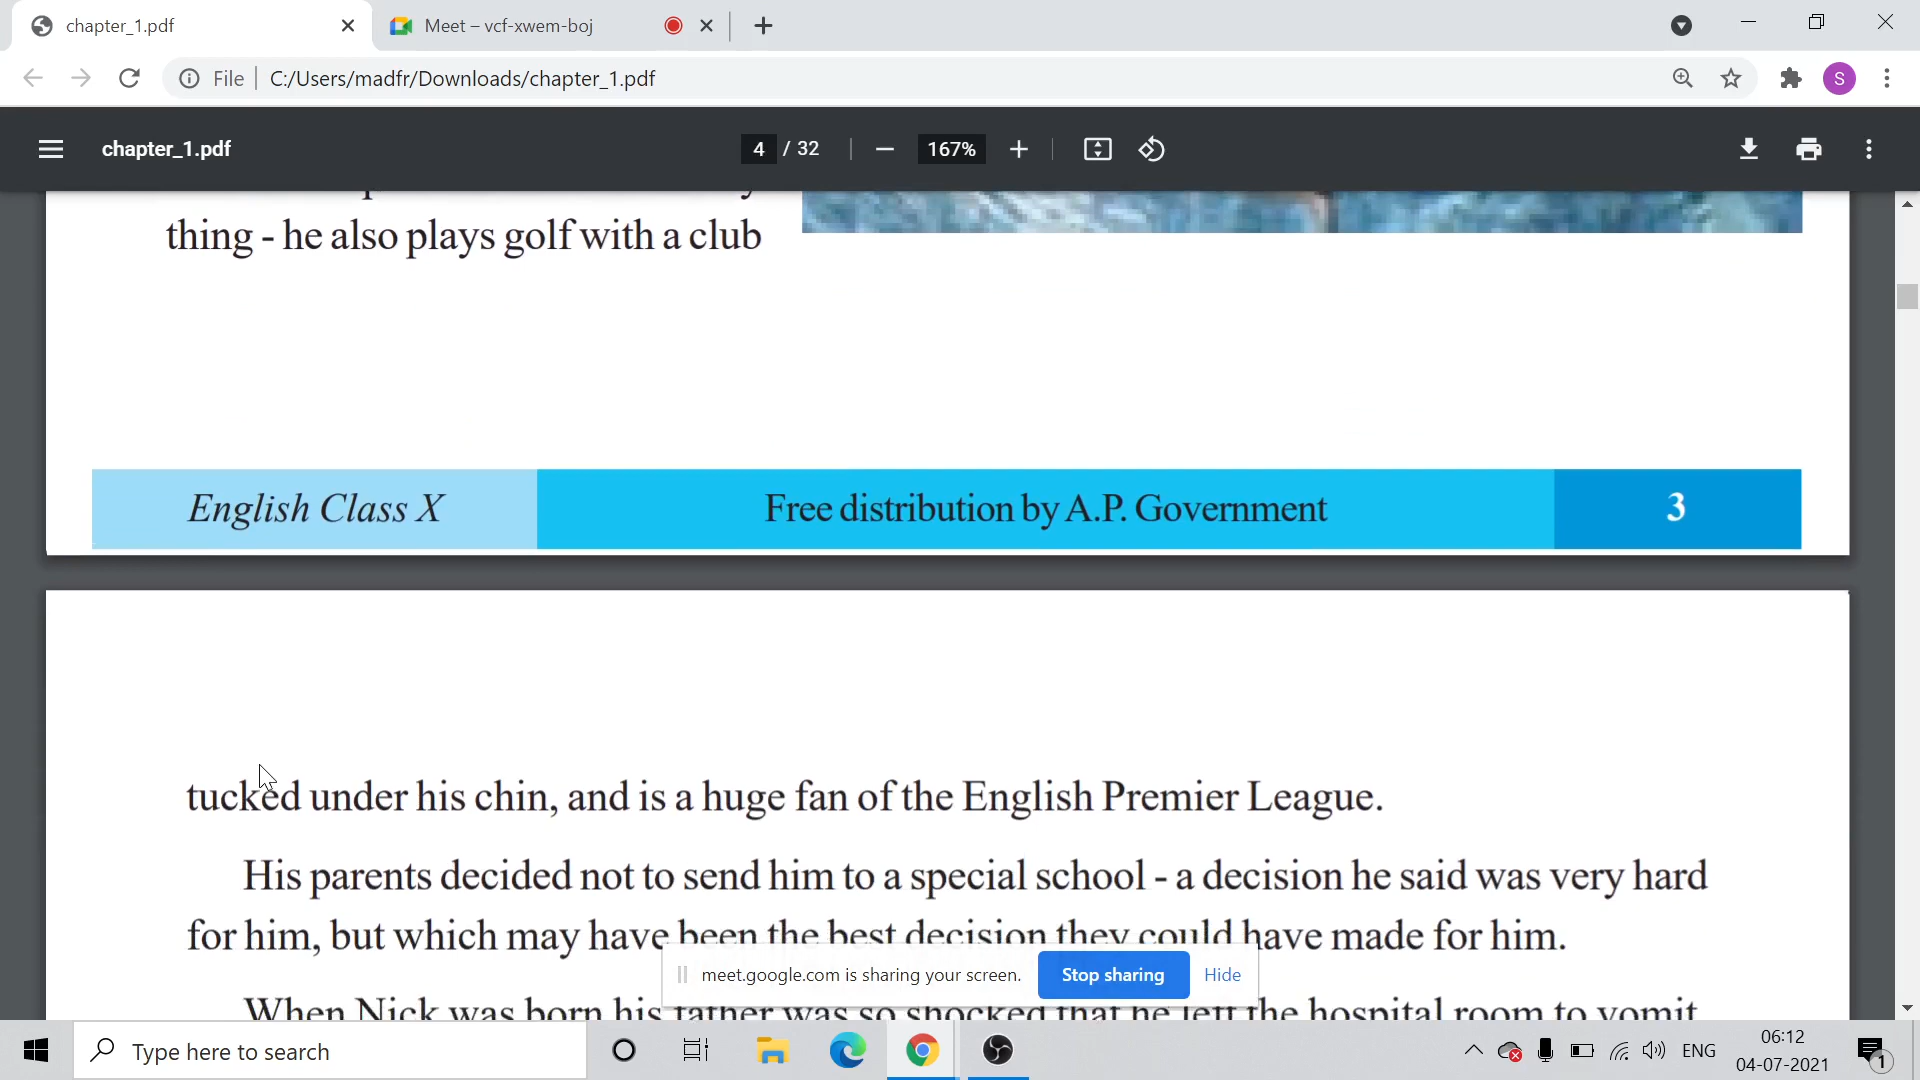 chapter_1.pdf
Meet – vcf-xwem-boj
File
C:/Users/madfr/Downloads/chapter_1.pdf
S
chapter_1.pdf
4 / 32
167%
thing - he also plays golf with a club
English Class X
Free distribution by A.P. Government
3
tucked under his chin, and is a huge fan of the English Premier League.
His parents decided not to send him to a special school - a decision he said was very hard
for him, but which may have been the best decision they could have made for him.
meet.google.com is sharing your screen.
Stop sharing
Hide
When Nick was born his father was so shocked that he left the hospital room to vomit.
Type here to search
ENG
06:12
04-07-2021
1